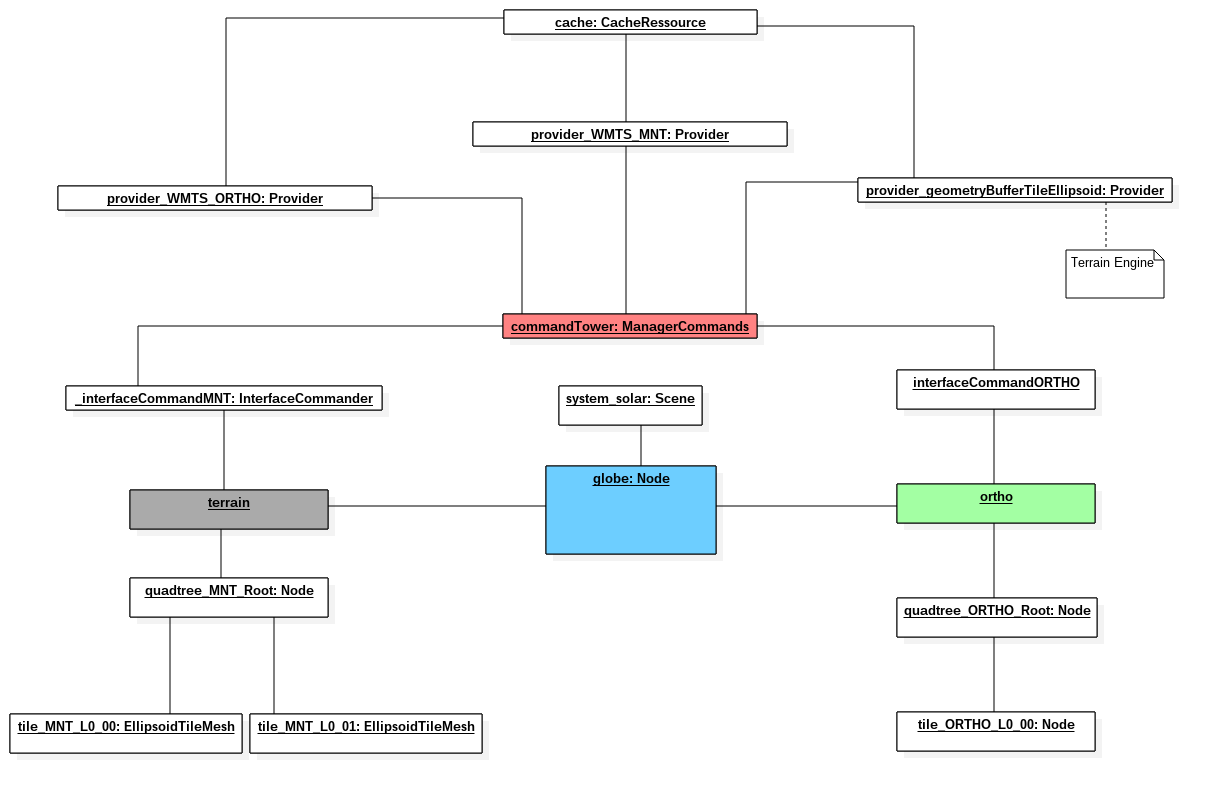 cache: CacheRessource
provider_WMTS_MNT: Provider
provider_WMTS_ORTHO: Provider
provider_geometryBufferTileEllipsoid: Provider
Terrain Engine
commandTower: ManagerCommands
_interfaceCommandMNT: InterfaceCommander
system_solar: Scene
interfaceCommandORTHO
globe: Node
terrain
ortho
quadtree_MNT_Root: Node
quadtree_ORTHO_Root: Node
tile_MNT_L0_00: EllipsoidTileMesh
tile_MNT_L0_01: EllipsoidTileMesh
tile_ORTHO_L0_00: Node